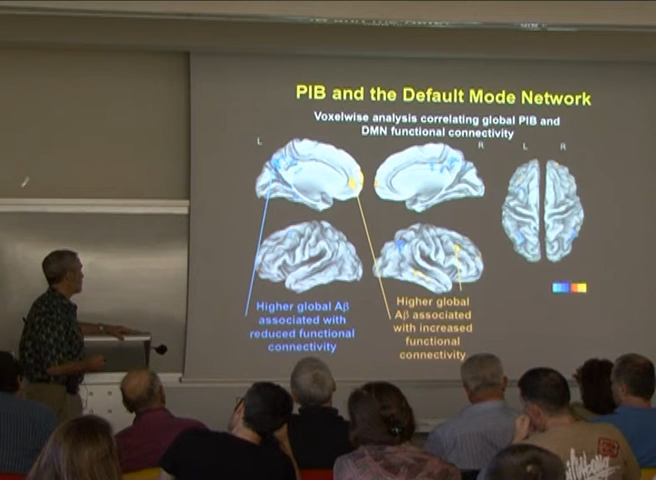 PIB and the Default Mode Network
Voxelwise analysis correlating global PIB and
DMN functional connectivity
L
R
L
R
Higher global Aβ
associated with
reduced functional
connectivity
Higher global
Aβ associated
with increased
functional
connectivity